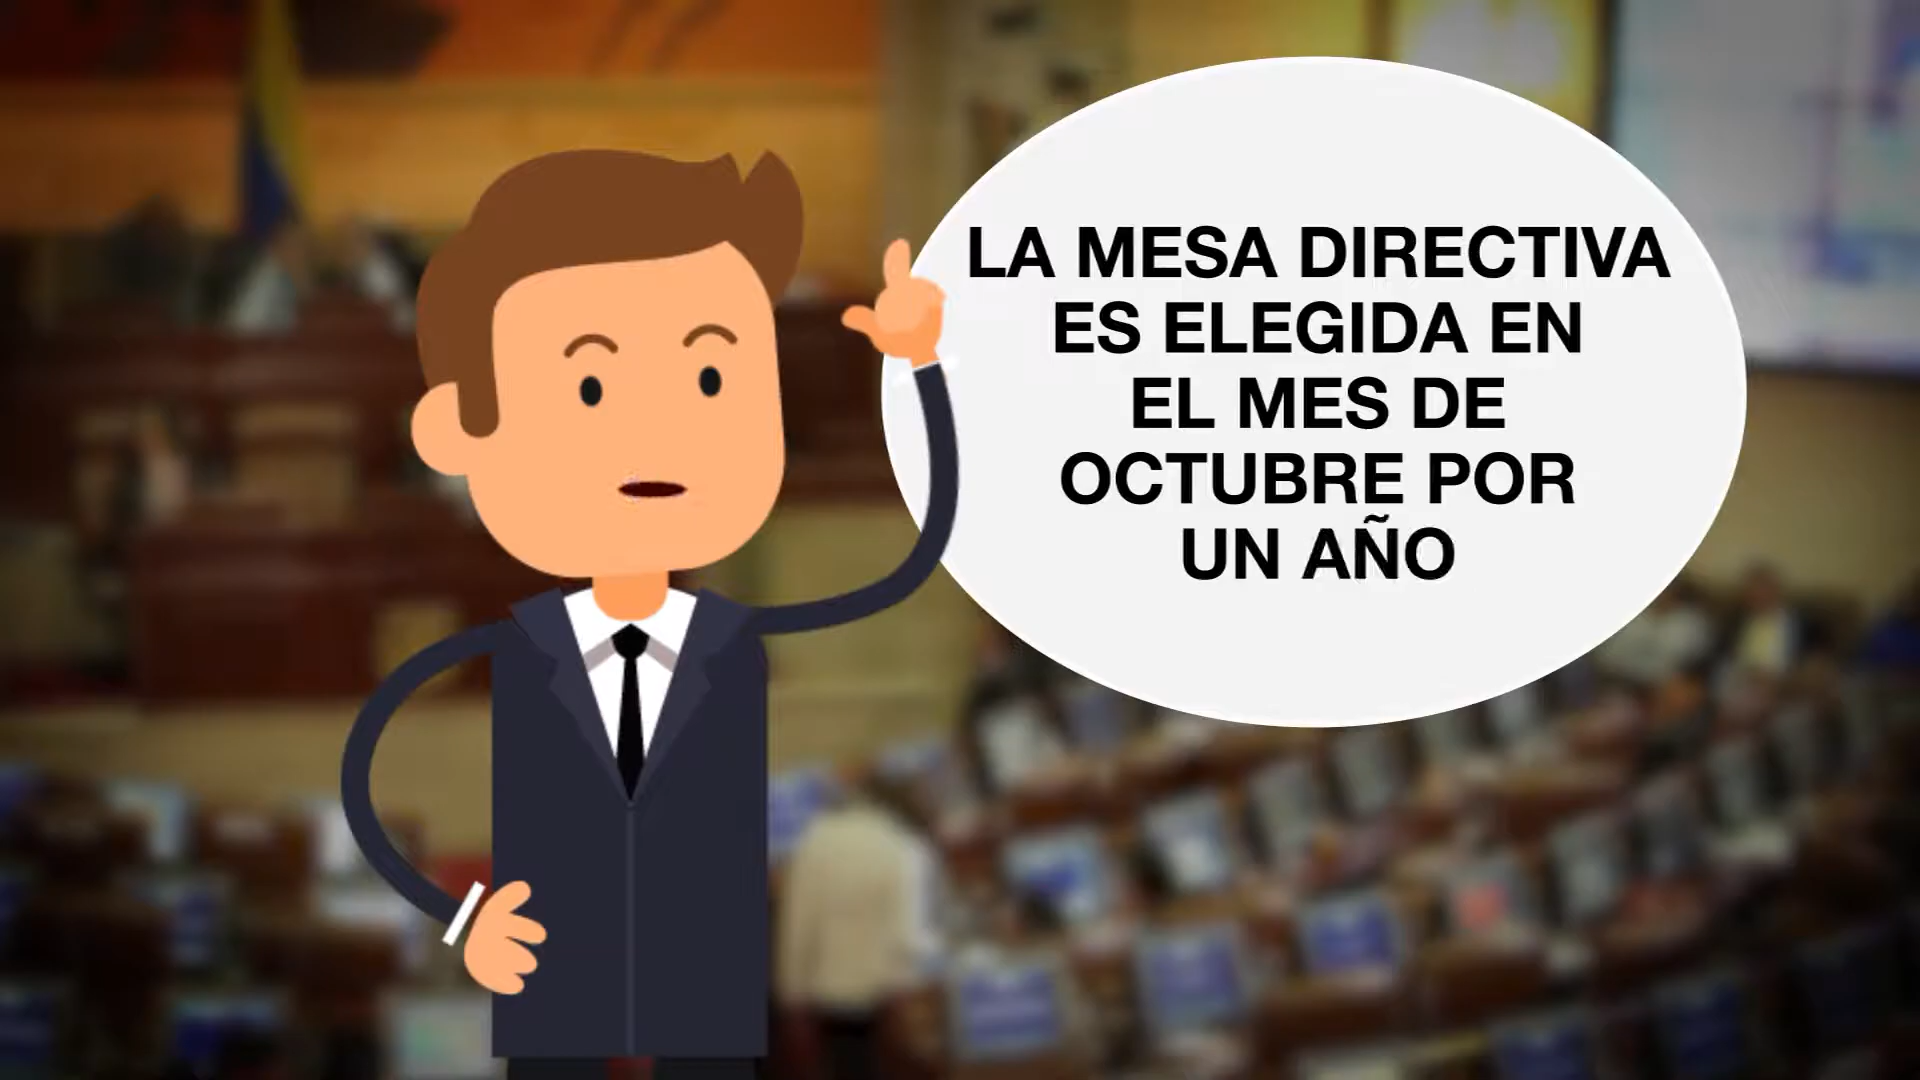 LA MESA DIRECTIVA
ES ELEGIDA EN
EL MES DE
OCTUBRE POR
UN AÑO